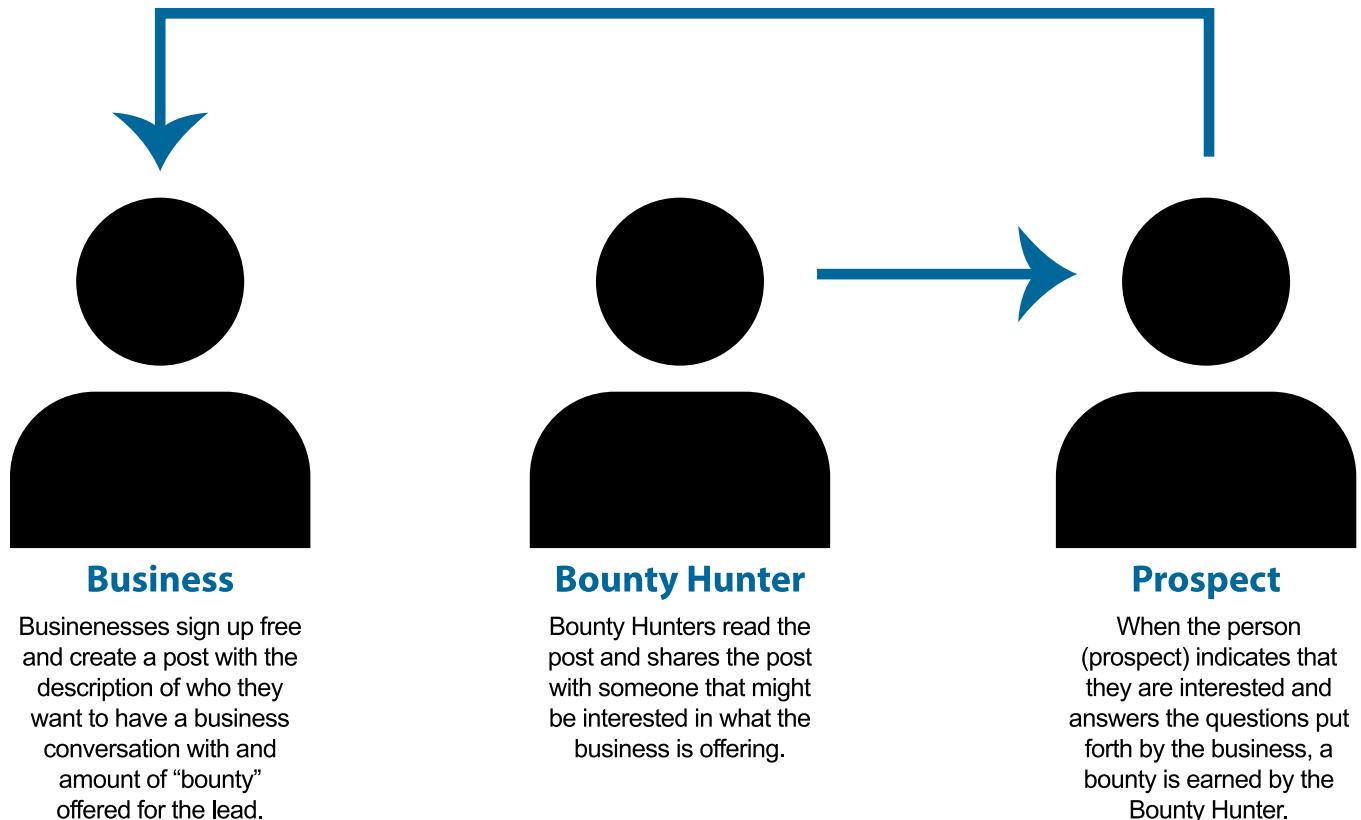 Business
Businenesses sign up free
and create a post with the
description of who they
want to have a business
conversation with and
amount of “bounty”
offered for the lead.
Bounty Hunter
Bounty Hunters read the
post and shares the post
with someone that might
be interested in what the
business is offering.
Prospect
When the person
(prospect) indicates that
they are interested and
answers the questions put
forth by the business, a
bounty is earned by the
Bounty Hunter.